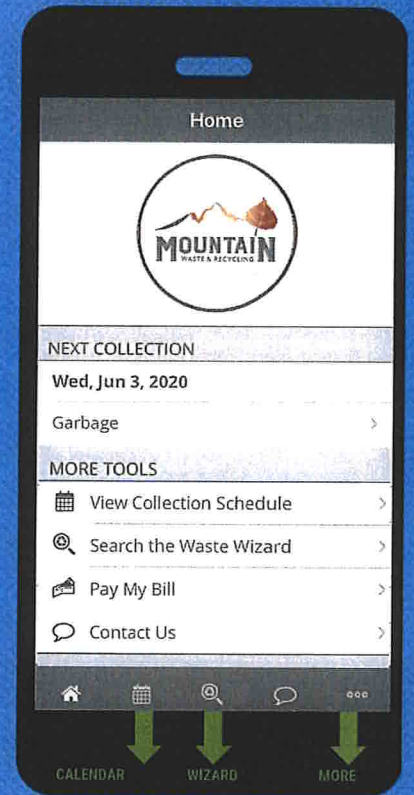 Home
MOUNTAIN
WASTE & RECYCLING
NEXT COLLECTION
Wed, Jun 3, 2020
Garbage
MORE TOOLS
View Collection Schedule
Search the Waste Wizard
Pay My Bill
Contact Us
CALENDAR WIZARD MORE